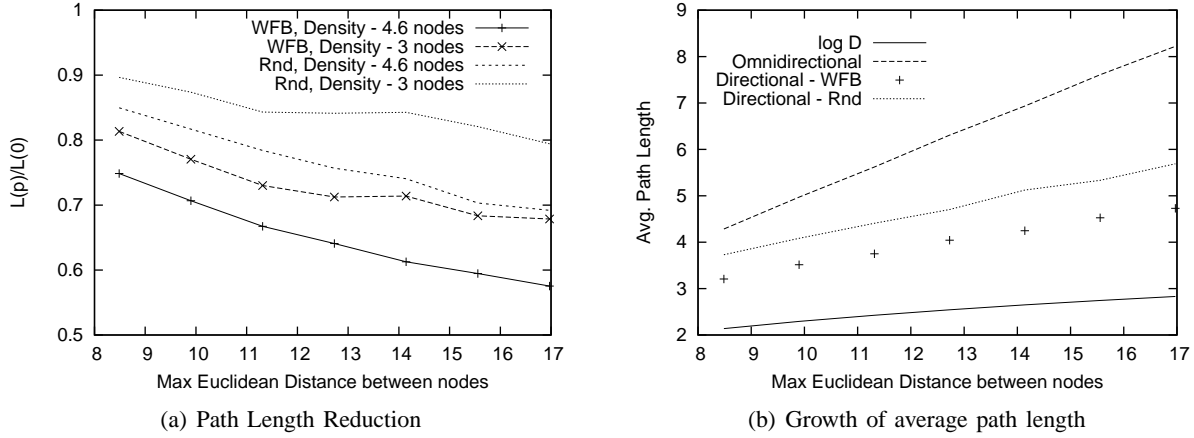 1
0.9
0.8
0.7
0.6
0.5
L(p)/L(0)
WFB, Density - 4.6 nodes
WFB, Density - 3 nodes
Rnd, Density - 4.6 nodes
Rnd, Density - 3 nodes
8 9 10 11 12 13 14 15 16 17
Max Euclidean Distance between nodes
(a) Path Length Reduction
9
8
7
6
5
4
3
2
Avg. Path Length
log D
Omnidirectional
Directional - WFB
Directional - Rnd
8 9 10 11 12 13 14 15 16 17
Max Euclidean Distance between nodes
(b) Growth of average path length